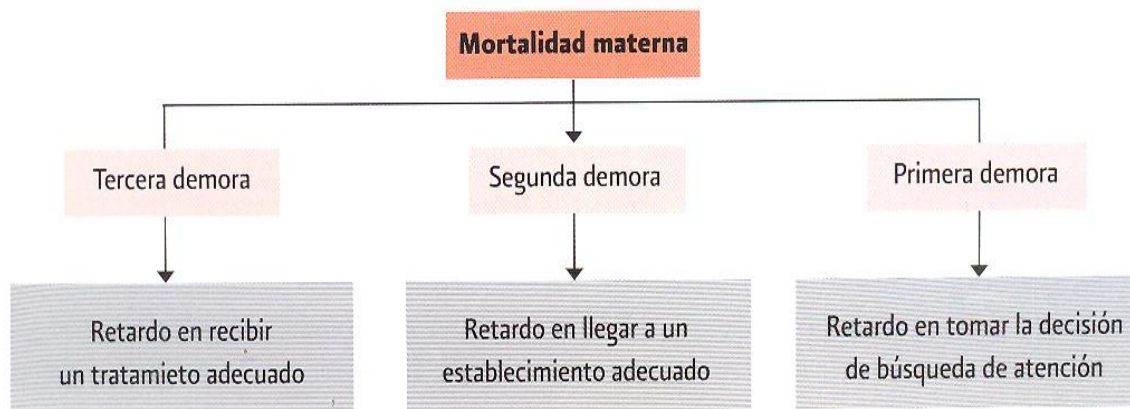 Mortalidad materna
Tercera demora
Segunda demora
Primera demora
Retardo en recibir
un tratamieto adecuado
Retardo en llegar a un
establecimiento adecuado
Retardo en tomar la decisión
de búsqueda de atención